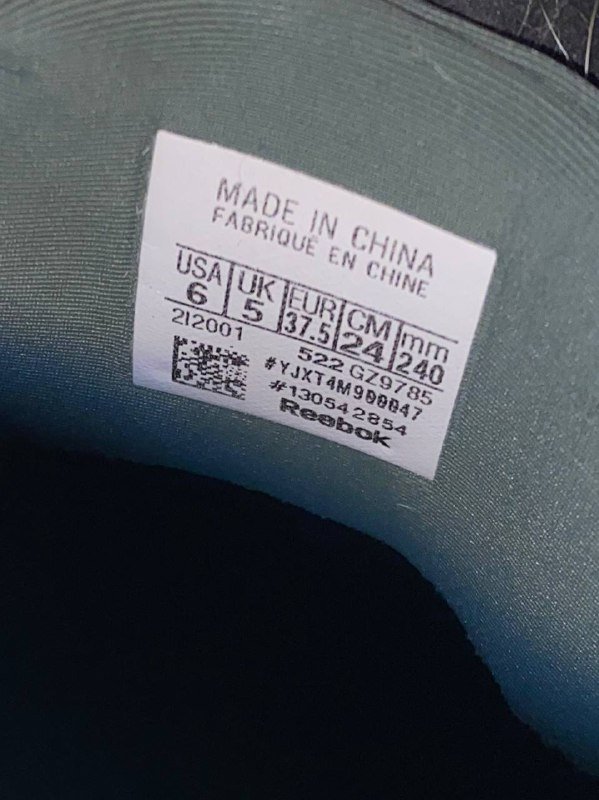 MADE IN CHINA
FABRIQUÉ EN CHINE
USA UK EUR CM mm
6 5 37.5 24 240
2I2001 522 GZ9785
#YJXT4M900047
#130542854
Reebok